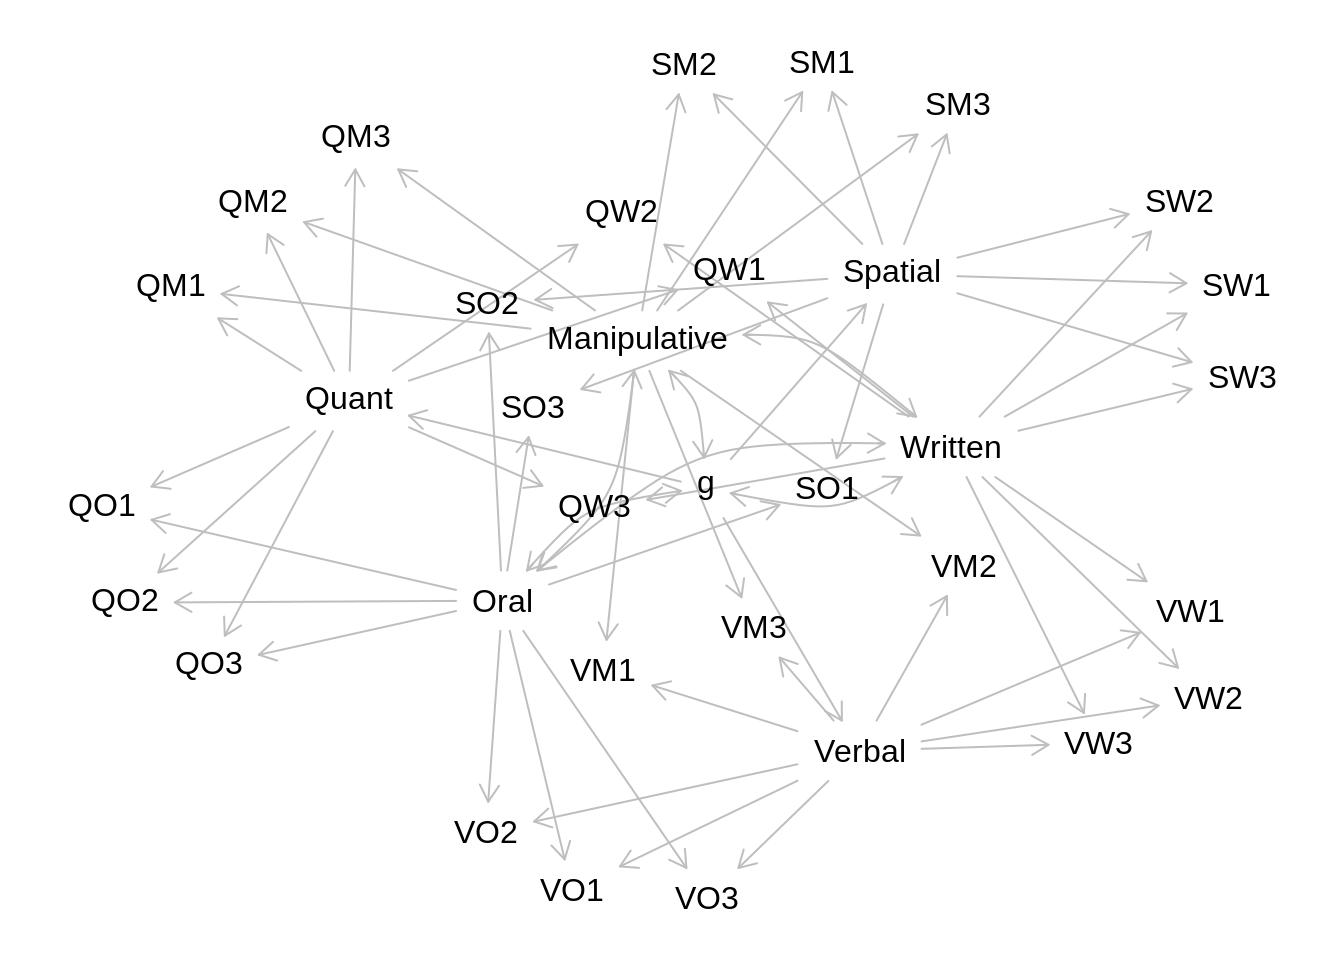 SM2
SM1
SM3
QM3
QM2
QW2
SW2
QM1
QW1
Spatial
SW1
SO2
Manipulative
SW3
Quant
SO3
Written
g
SO1
QO1
QW3
VM2
QO2
Oral
VW1
VM3
QO3
VM1
VW2
VW3
Verbal
VO2
VO1
VO3